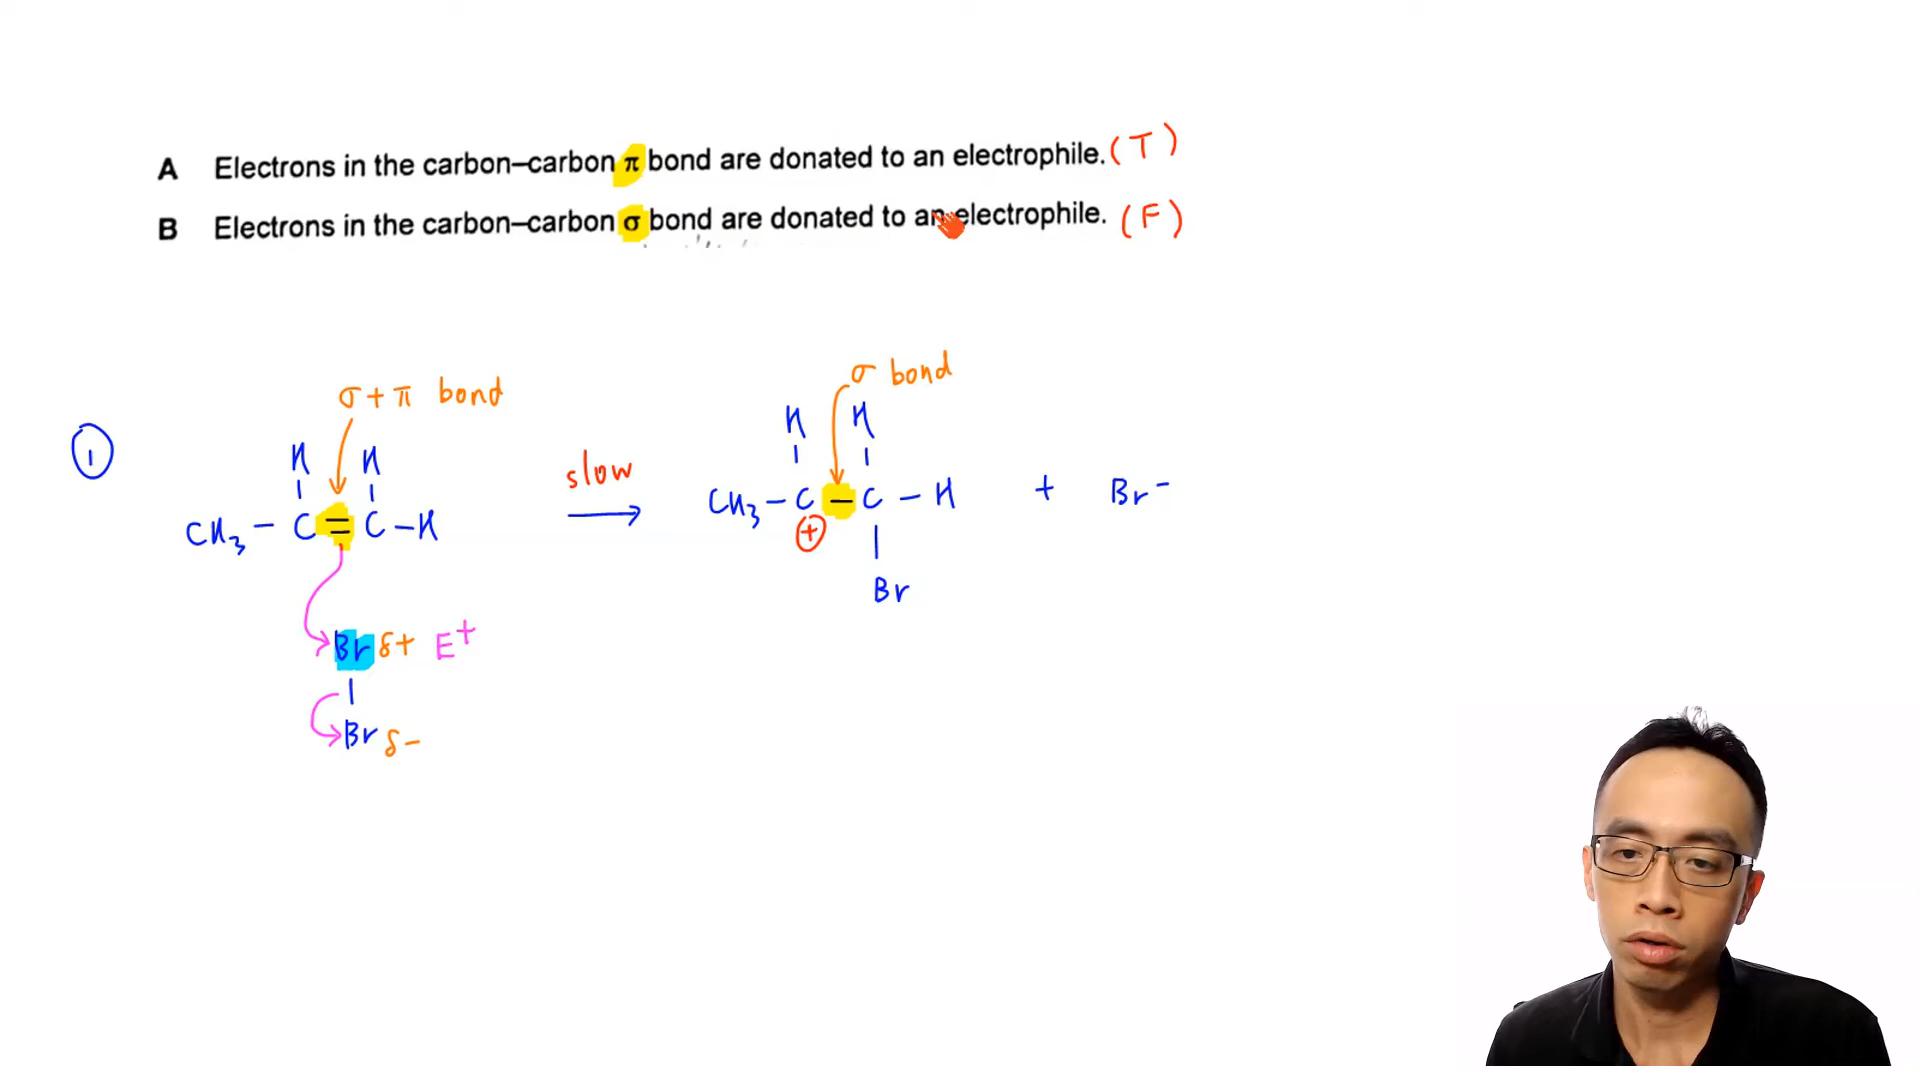 A Electrons in the carbon–carbon π bond are donated to an electrophile. (T)
B Electrons in the carbon–carbon σ bond are donated to an electrophile. (F)
σ bond
σ + π bond
H H
1
H H
slow
CH3 – C – C – H + Br⁻
CH3 – C = C – H
⊕
Br
Br δ+ E+
Br δ−